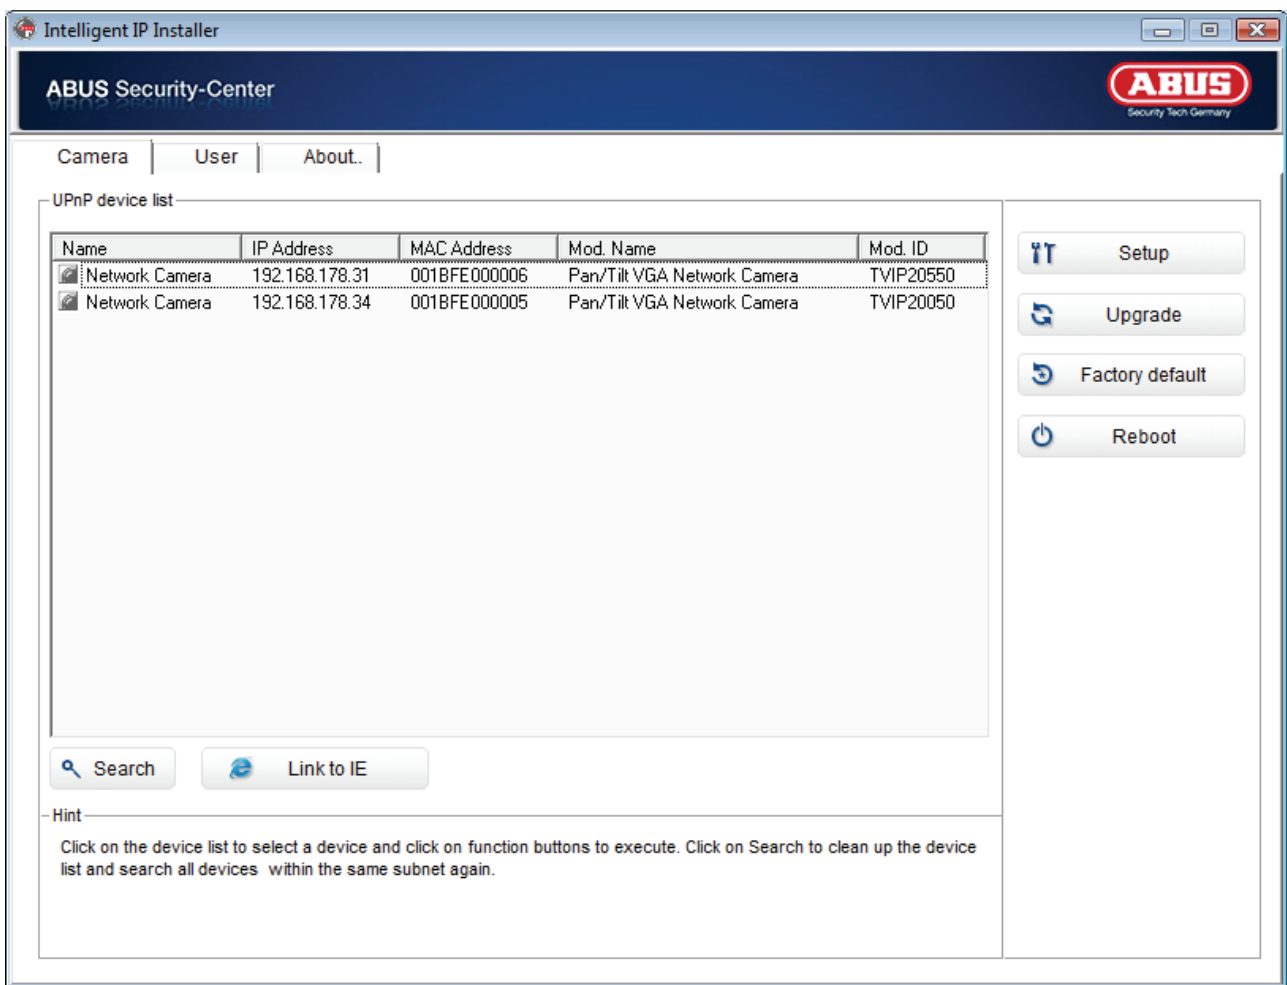 Intelligent IP Installer
ABUS Security-Center
ABUS
Security Tech Germany
Camera User About..
UPnP device list
Name IP Address MAC Address Mod. Name Mod. ID
Network Camera 192.168.178.31 001BFE000006 Pan/Tilt VGA Network Camera TVIP20550
Network Camera 192.168.178.34 001BFE000005 Pan/Tilt VGA Network Camera TVIP20050
Setup
Upgrade
Factory default
Reboot
Search Link to IE
Hint
Click on the device list to select a device and click on function buttons to execute. Click on Search to clean up the device
list and search all devices within the same subnet again.